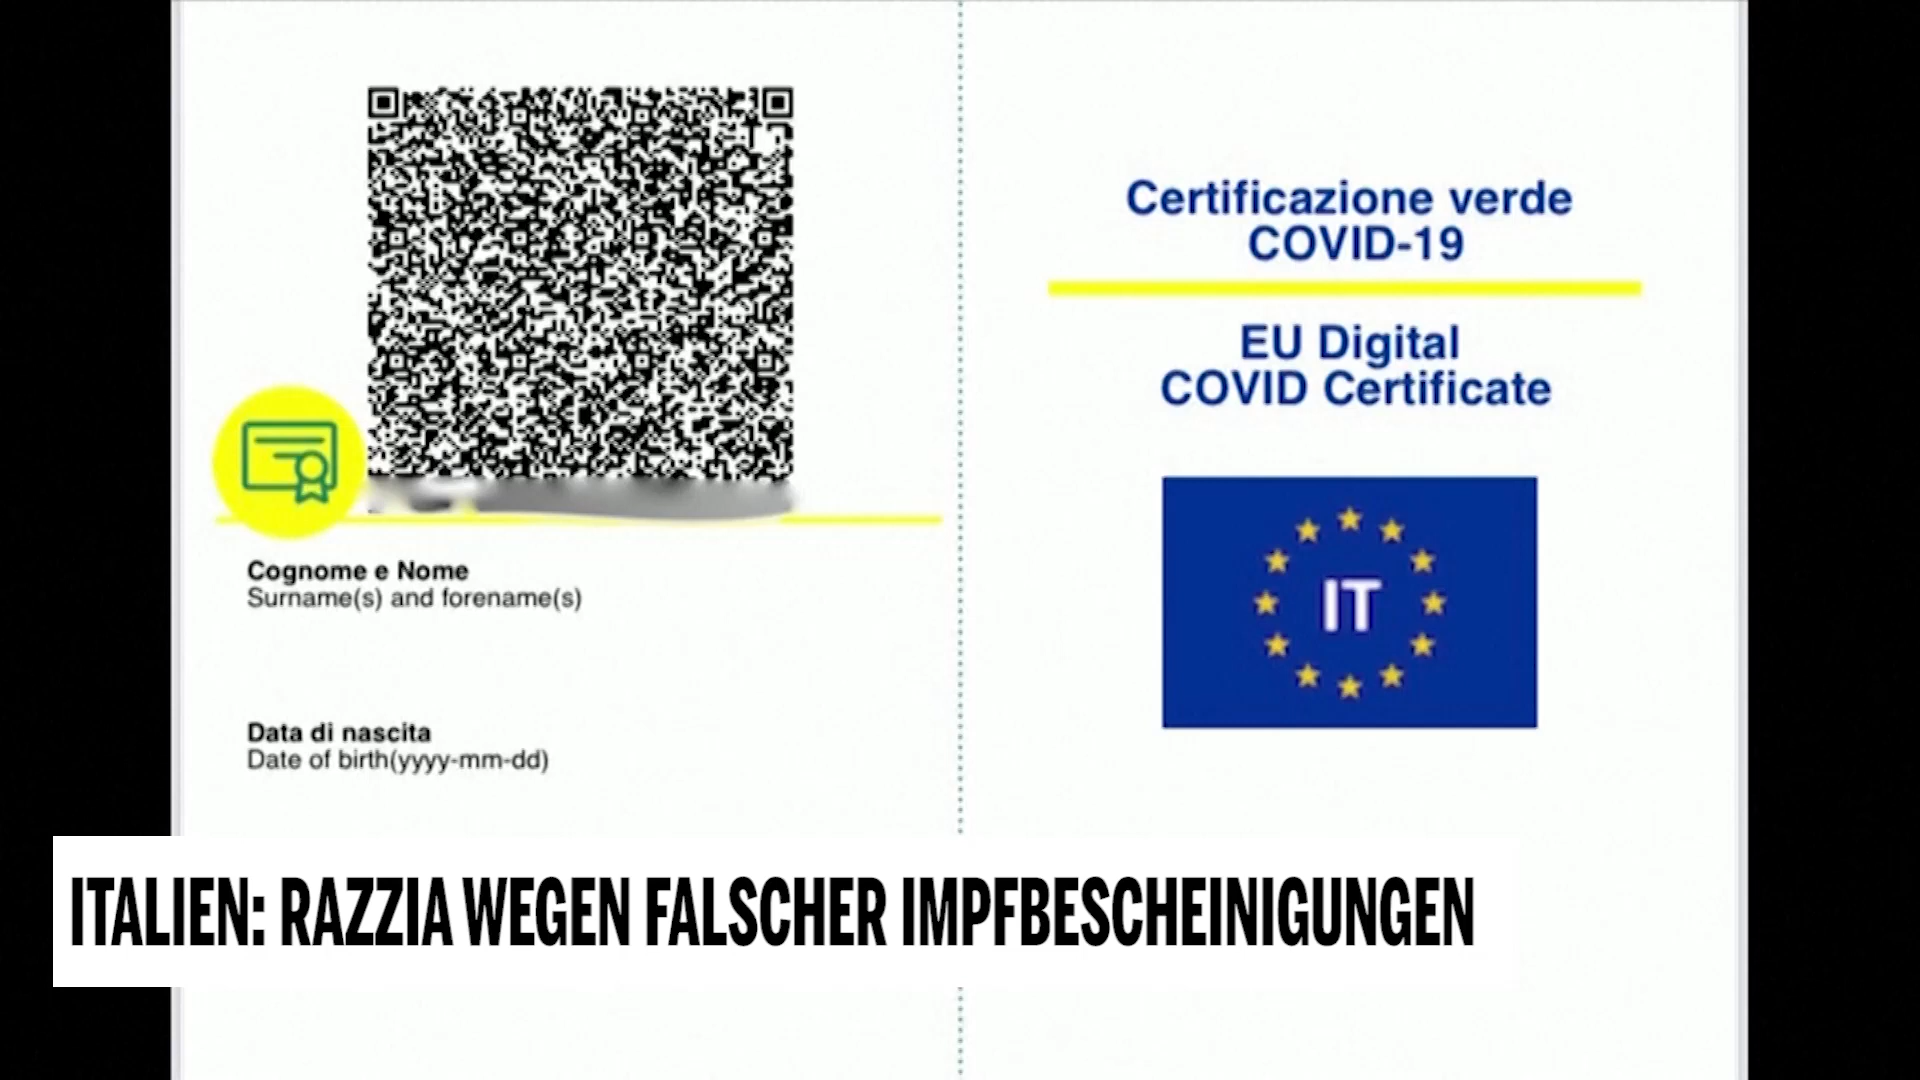 Certificazione verde
COVID-19
EU Digital
COVID Certificate
IT
Cognome e Nome
Surname(s) and forename(s)
Data di nascita
Date of birth(yyyy-mm-dd)
ITALIEN: RAZZIA WEGEN FALSCHER IMPFBESCHEINIGUNGEN